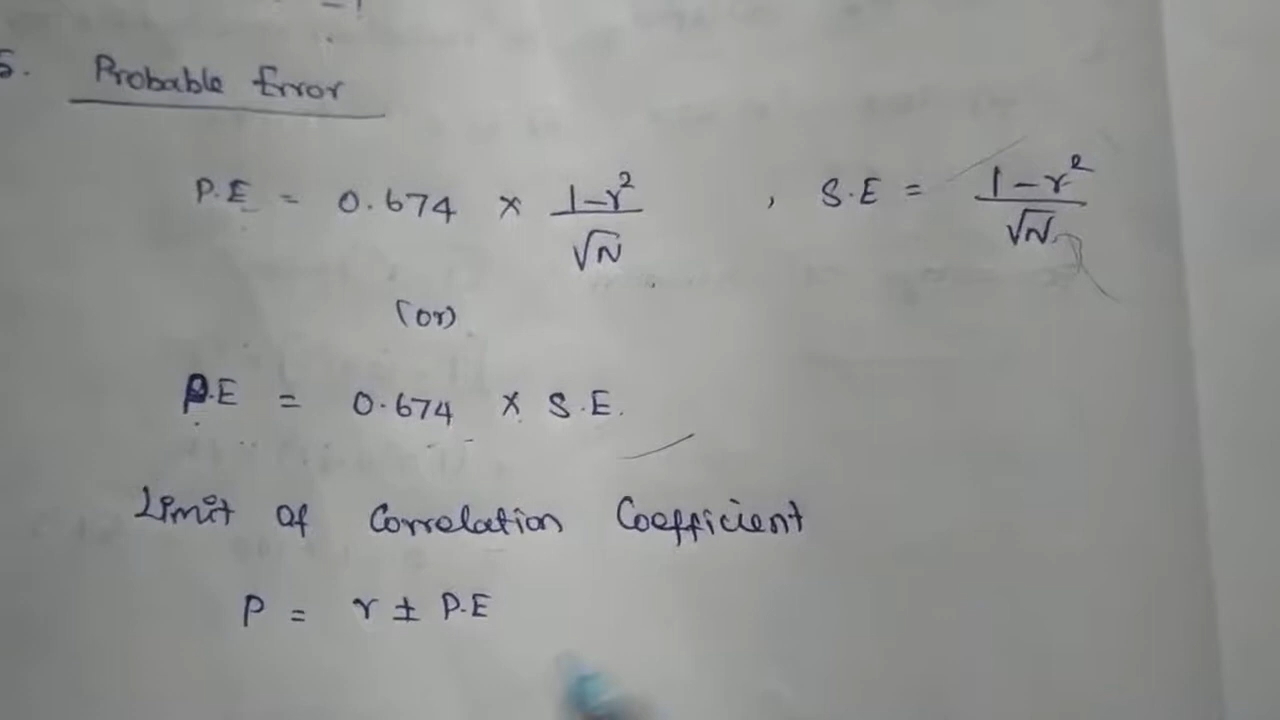 5. Probable Error
P.E = 0.674 × 1-r²/√N , S.E = 1-r²/√N
(or)
P.E = 0.674 × S.E.
Limit of Correlation Coefficient
P = r ± P.E